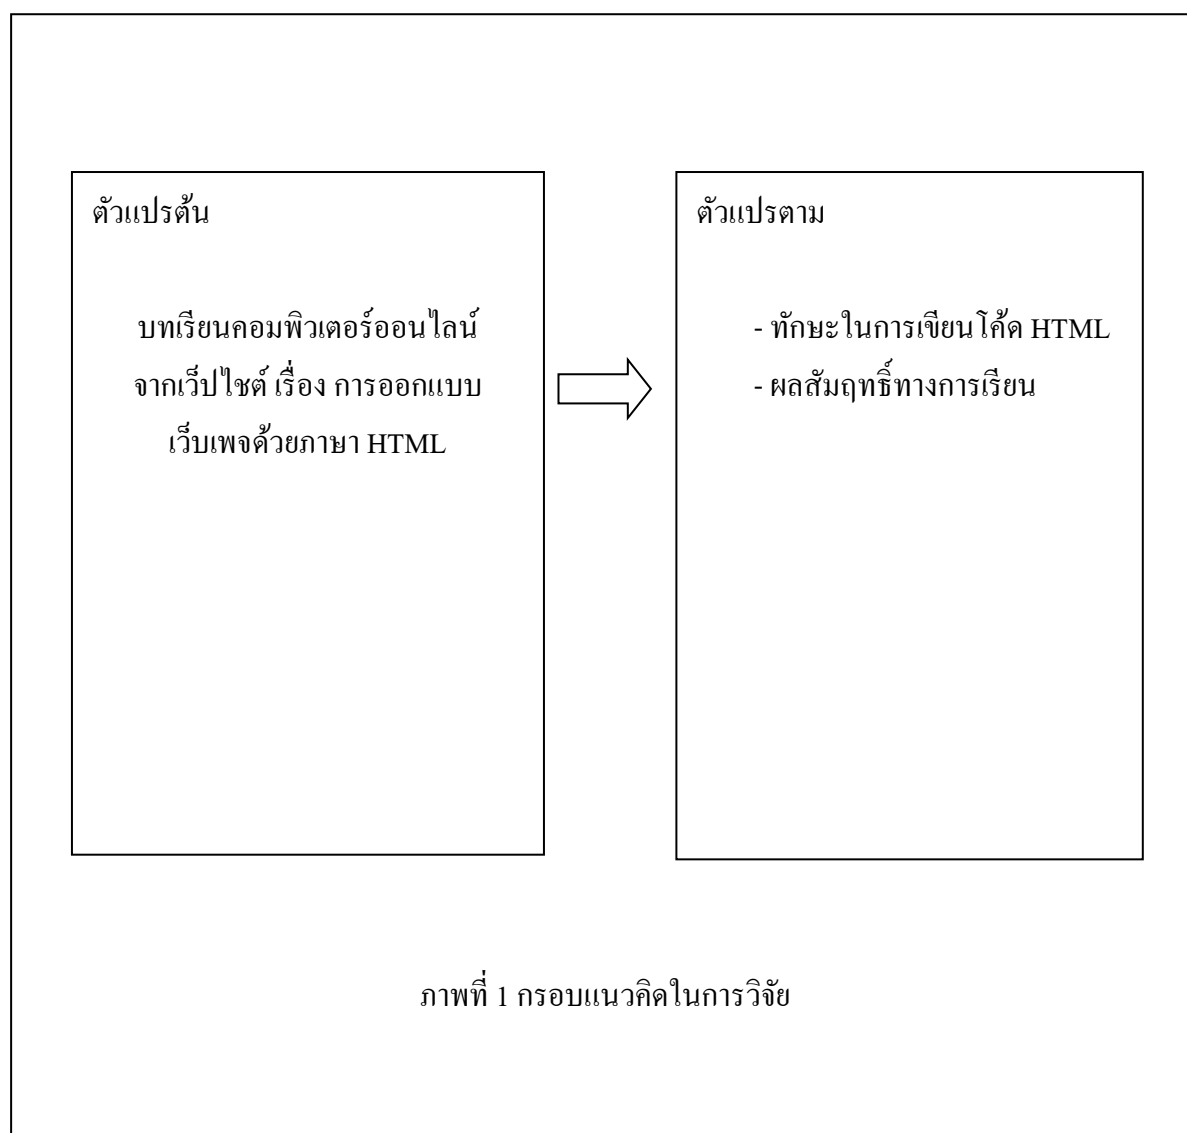 ตัวแปรต้น
บทเรียนคอมพิวเตอร์ออนไลน์
จากเว็ปไซต์ เรื่อง การออกแบบ
เว็บเพจด้วยภาษา HTML
ตัวแปรตาม
- ทักษะในการเขียนโค้ด HTML
- ผลสัมฤทธิ์ทางการเรียน
ภาพที่ 1 กรอบแนวคิดในการวิจัย